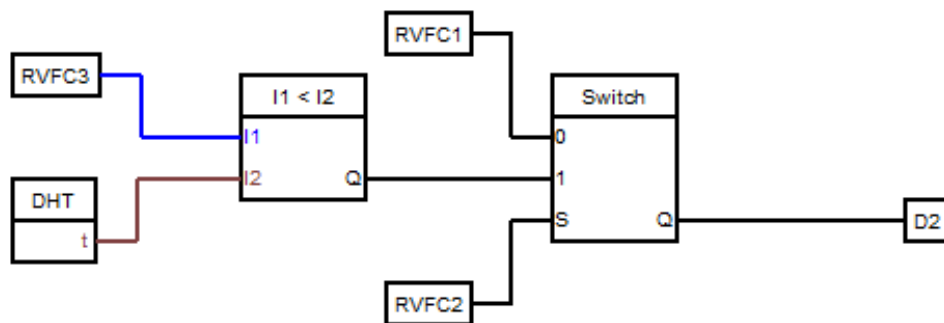 RVFC1
RVFC3
I1 < I2
Switch
I1
0
I2
Q
1
DHT
t
S
Q
D2
RVFC2